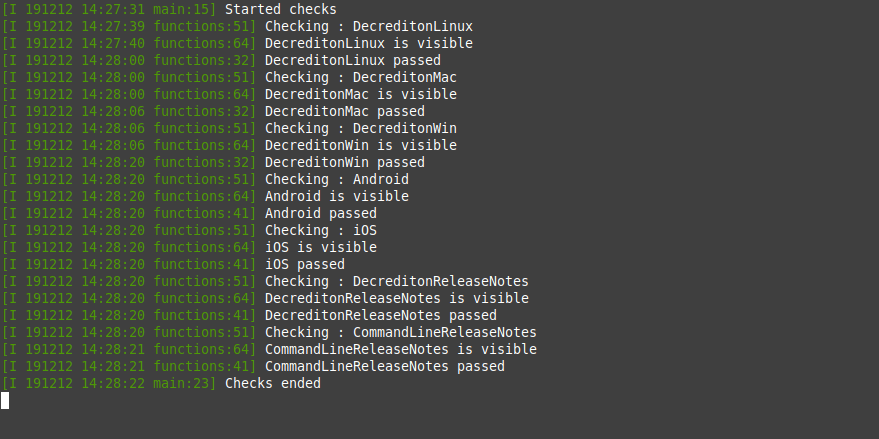 [I 191212 14:27:31 main:15] Started checks
[I 191212 14:27:39 functions:51] Checking : DecreditonLinux
[I 191212 14:27:40 functions:64] DecreditonLinux is visible
[I 191212 14:28:00 functions:32] DecreditonLinux passed
[I 191212 14:28:00 functions:51] Checking : DecreditonMac
[I 191212 14:28:00 functions:64] DecreditonMac is visible
[I 191212 14:28:06 functions:32] DecreditonMac passed
[I 191212 14:28:06 functions:51] Checking : DecreditonWin
[I 191212 14:28:06 functions:64] DecreditonWin is visible
[I 191212 14:28:20 functions:32] DecreditonWin passed
[I 191212 14:28:20 functions:51] Checking : Android
[I 191212 14:28:20 functions:64] Android is visible
[I 191212 14:28:20 functions:41] Android passed
[I 191212 14:28:20 functions:51] Checking : iOS
[I 191212 14:28:20 functions:64] iOS is visible
[I 191212 14:28:20 functions:41] iOS passed
[I 191212 14:28:20 functions:51] Checking : DecreditonReleaseNotes
[I 191212 14:28:20 functions:64] DecreditonReleaseNotes is visible
[I 191212 14:28:20 functions:41] DecreditonReleaseNotes passed
[I 191212 14:28:20 functions:51] Checking : CommandLineReleaseNotes
[I 191212 14:28:21 functions:64] CommandLineReleaseNotes is visible
[I 191212 14:28:21 functions:41] CommandLineReleaseNotes passed
[I 191212 14:28:22 main:23] Checks ended